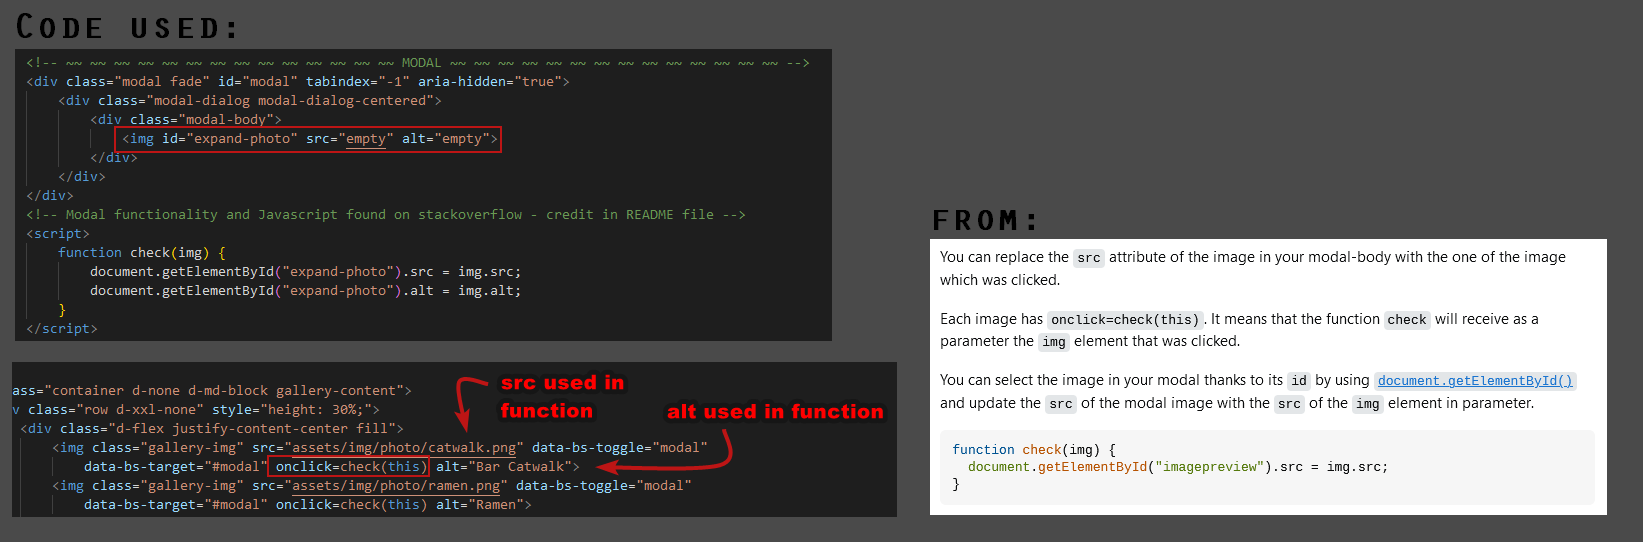 CODE USED:
<!-- ~~ ~~ ~~ ~~ ~~ ~~ ~~ ~~ ~~ ~~ ~~ ~~ ~~ ~~ MODAL ~~ ~~ ~~ ~~ ~~ ~~ ~~ ~~ ~~ ~~ ~~ ~~ ~~ ~~ -->
<div class="modal fade" id="modal" tabindex="-1" aria-hidden="true">
<div class="modal-dialog modal-dialog-centered">
<div class="modal-body">
<img id="expand-photo" src="empty" alt="empty">
</div>
</div>
</div>
<!-- Modal functionality and Javascript found on stackoverflow - credit in README file -->
<script>
function check(img) {
document.getElementById("expand-photo").src = img.src;
document.getElementById("expand-photo").alt = img.alt;
}
</script>
ass="container d-none d-md-block gallery-content">
v class="row d-xxl-none" style="height: 30%;">
<div class="d-flex justify-content-center fill">
<img class="gallery-img" src="assets/img/photo/catwalk.png" data-bs-toggle="modal"
data-bs-target="#modal" onclick=check(this) alt="Bar Catwalk">
<img class="gallery-img" src="assets/img/photo/ramen.png" data-bs-toggle="modal"
data-bs-target="#modal" onclick=check(this) alt="Ramen">
src used in
function
alt used in function
FROM:
You can replace the src attribute of the image in your modal-body with the one of the image
which was clicked.
Each image has onclick=check(this). It means that the function check will receive as a
parameter the img element that was clicked.
You can select the image in your modal thanks to its id by using document.getElementById()
and update the src of the modal image with the src of the img element in parameter.
function check(img) {
document.getElementById("imagepreview").src = img.src;
}